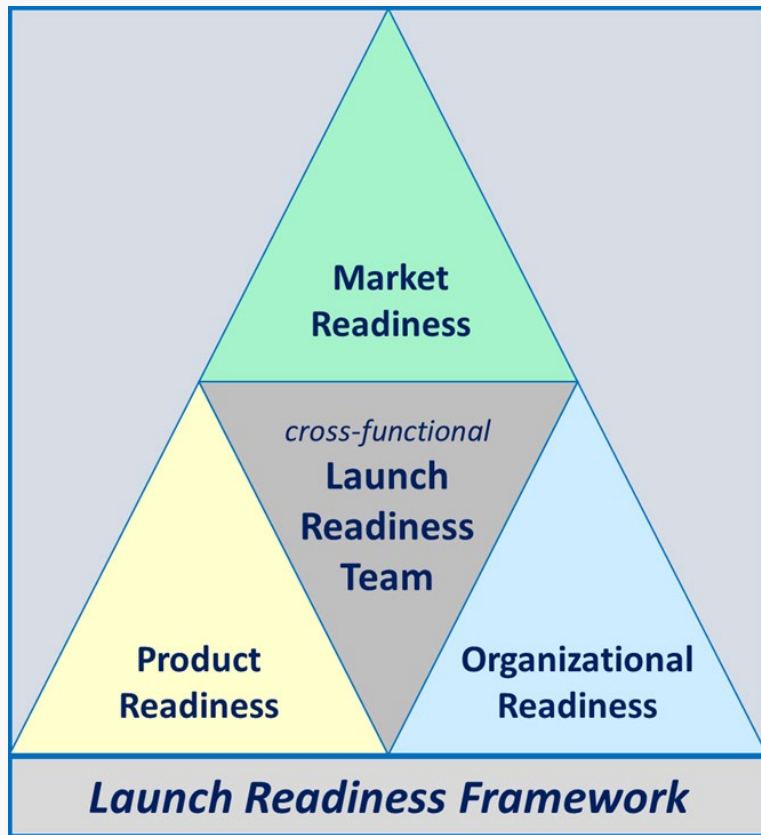 Market
Readiness
cross-functional
Launch
Readiness
Team
Product
Readiness
Organizational
Readiness
Launch Readiness Framework